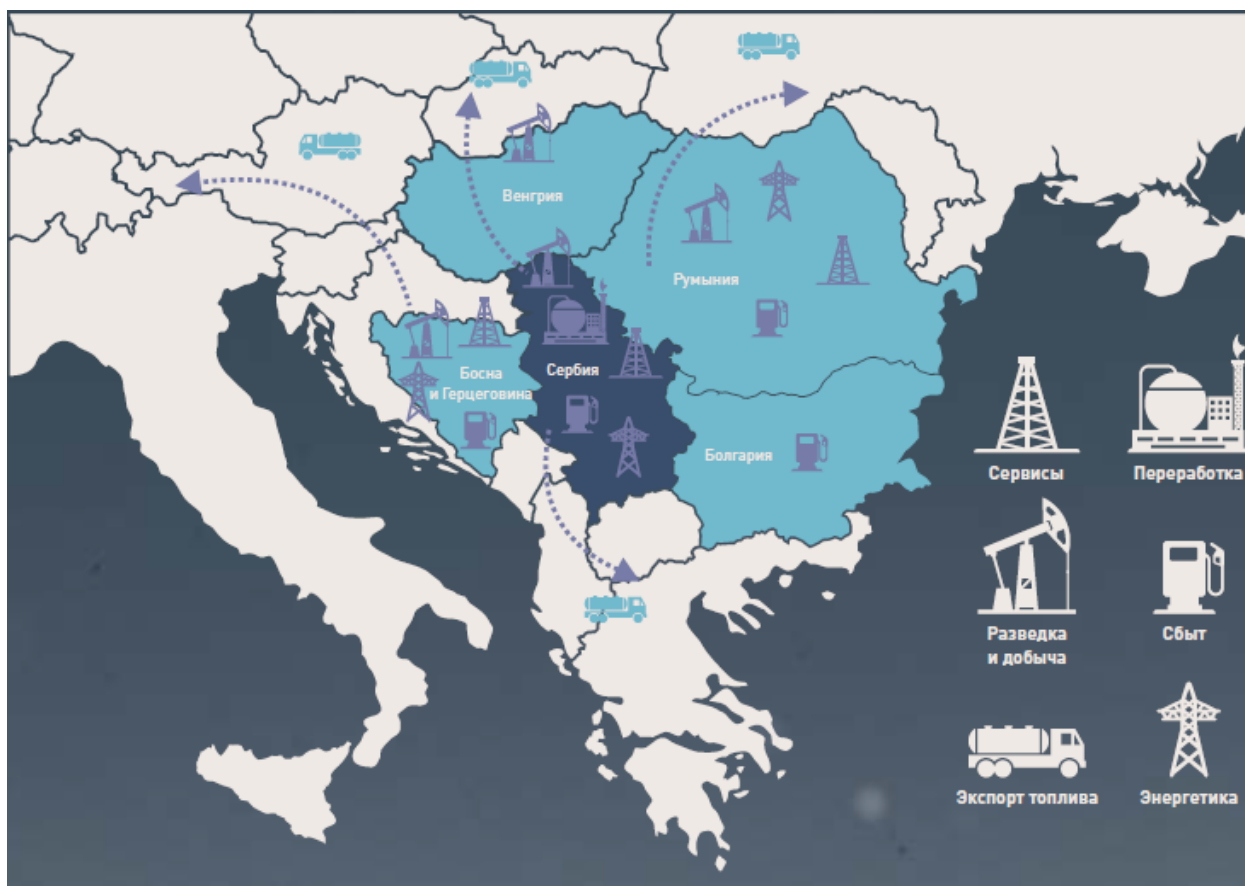 Венгрия
Румыния
Босна
и Герцеговина
Сербия
Болгария
Сервисы
Переработка
Разведка
и добыча
Сбыт
Экспорт топлива
Энергетика